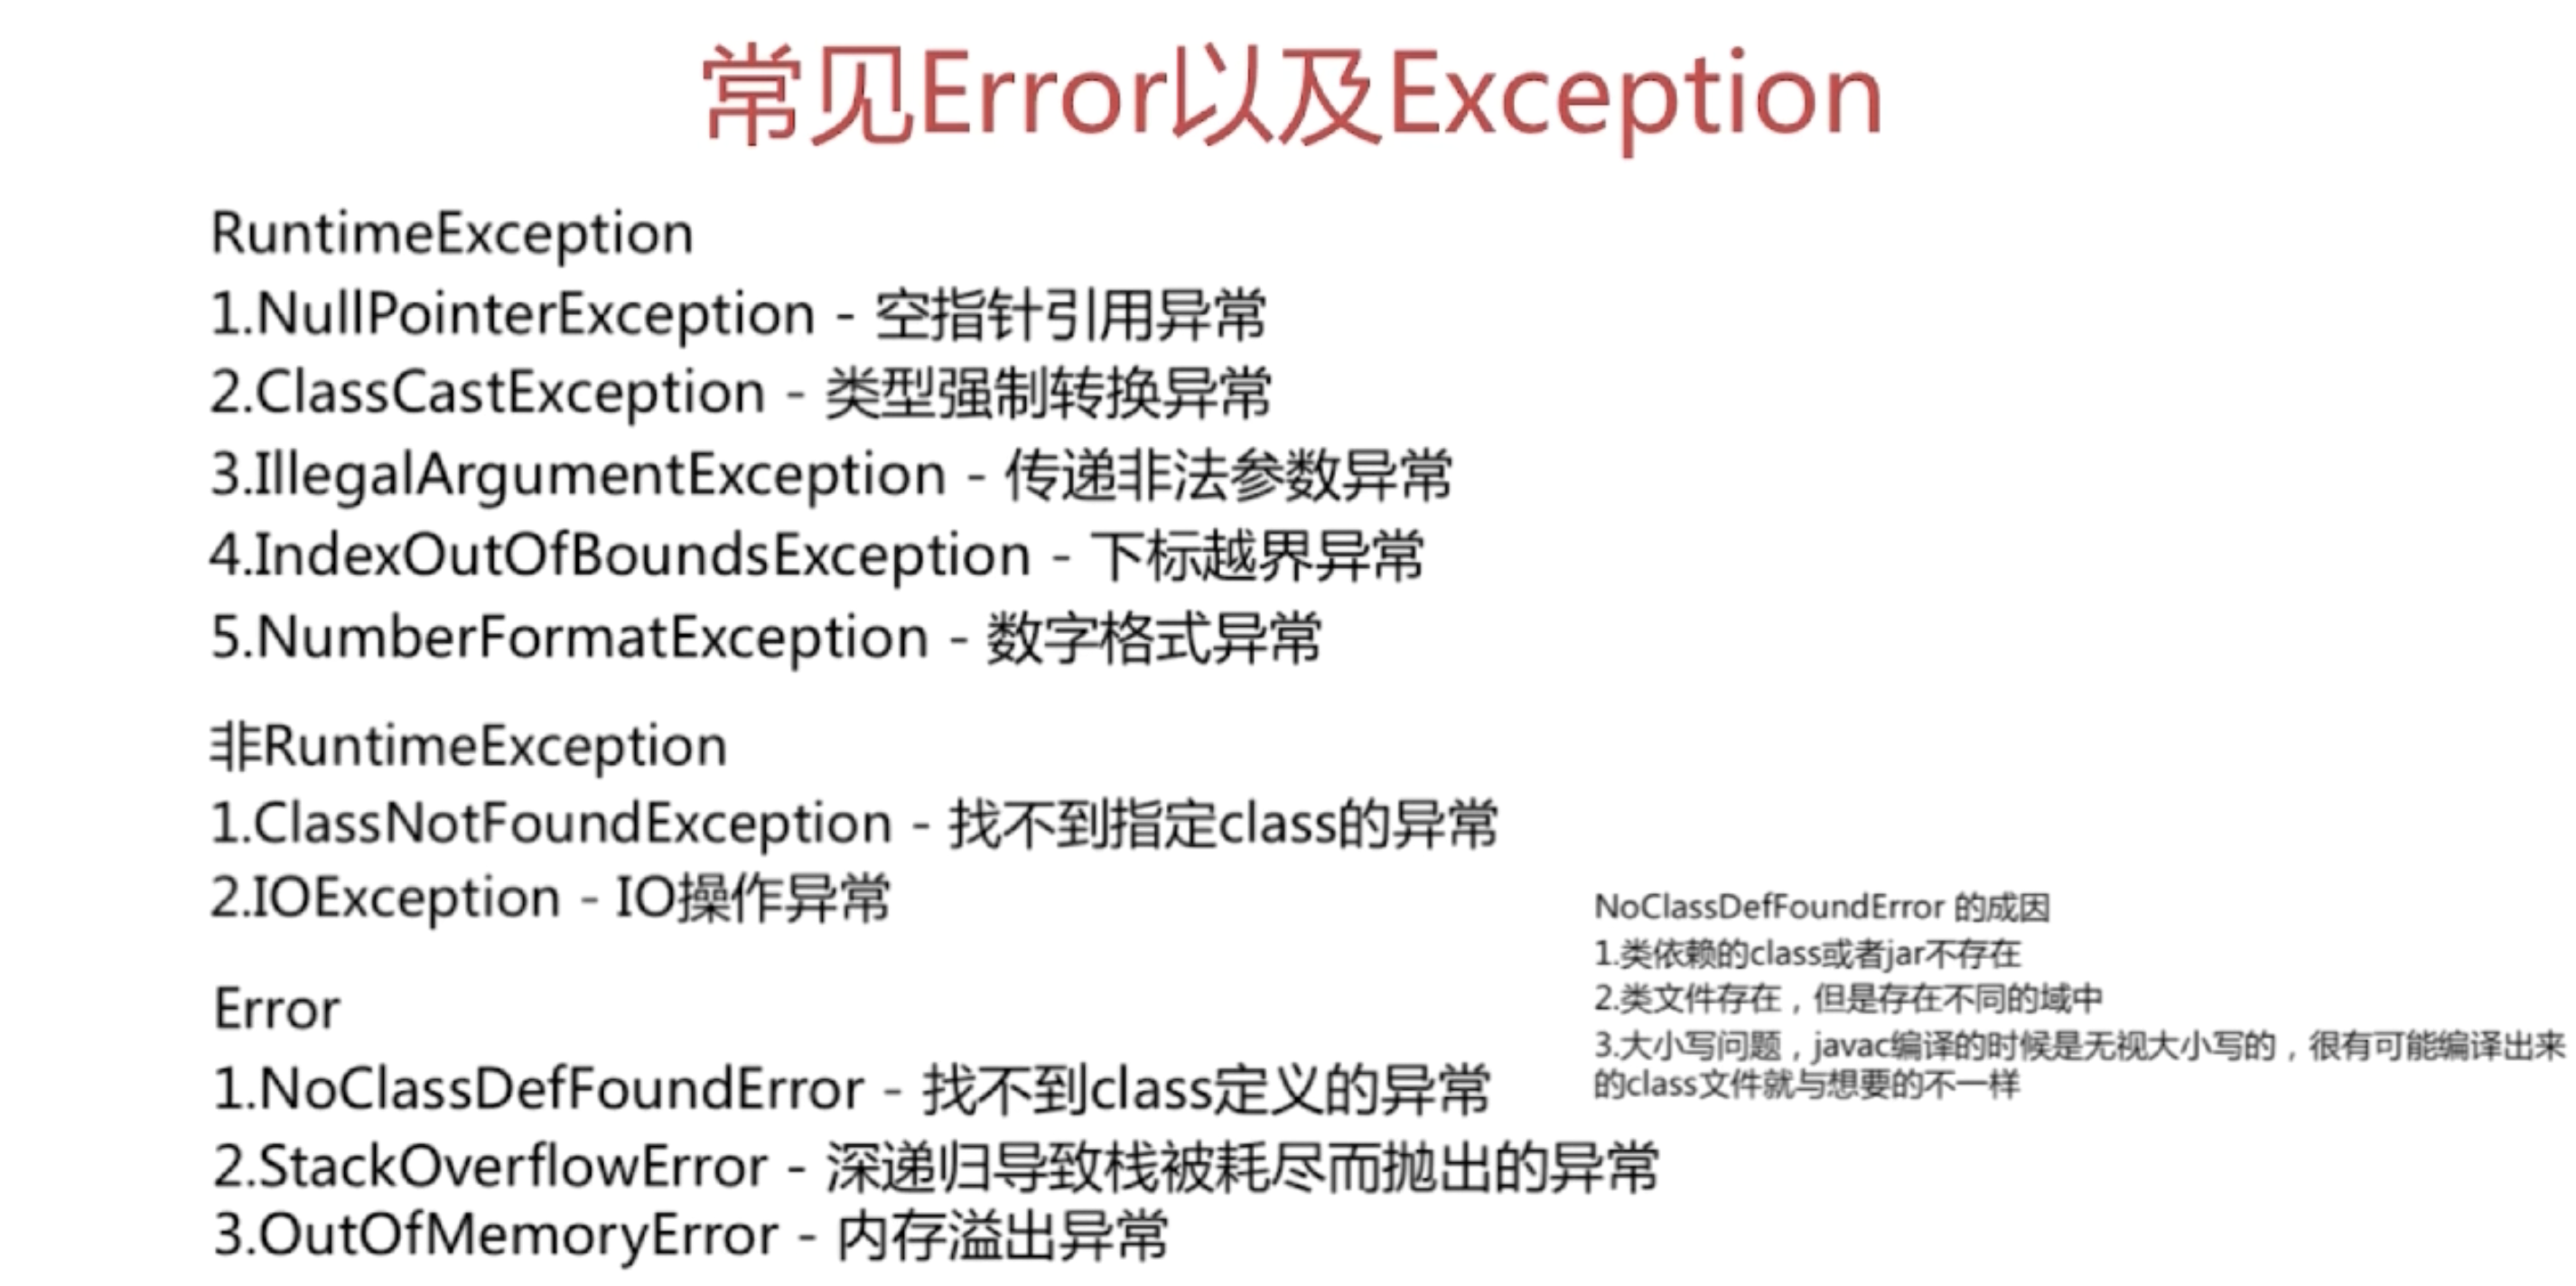 常见Error以及Exception
RuntimeException
1.NullPointerException - 空指针引用异常
2.ClassCastException - 类型强制转换异常
3.IllegalArgumentException - 传递非法参数异常
4.IndexOutOfBoundsException - 下标越界异常
5.NumberFormatException - 数字格式异常
非RuntimeException
1.ClassNotFoundException - 找不到指定class的异常
2.IOException - IO操作异常
Error
1.NoClassDefFoundError - 找不到class定义的异常
2.StackOverflowError - 深递归导致栈被耗尽而抛出的异常
3.OutOfMemoryError - 内存溢出异常
NoClassDefFoundError 的成因
1.类依赖的class或者jar不存在
2.类文件存在，但是存在不同的域中
3.大小写问题，javac编译的时候是无视大小写的，很有可能编译出来
的class文件就与想要的不一样